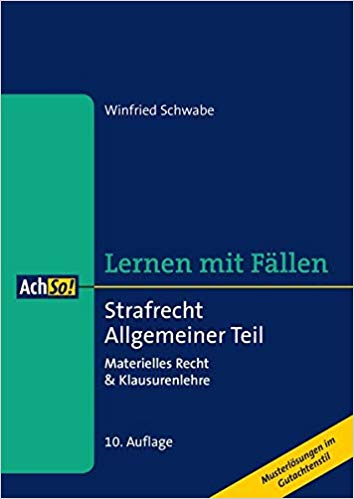 Winfried Schwabe
Lernen mit Fällen
AchSo!
Strafrecht
Allgemeiner Teil
Materielles Recht
& Klausurenlehre
10. Auflage
Musterlösungen im
Gutachtenstil